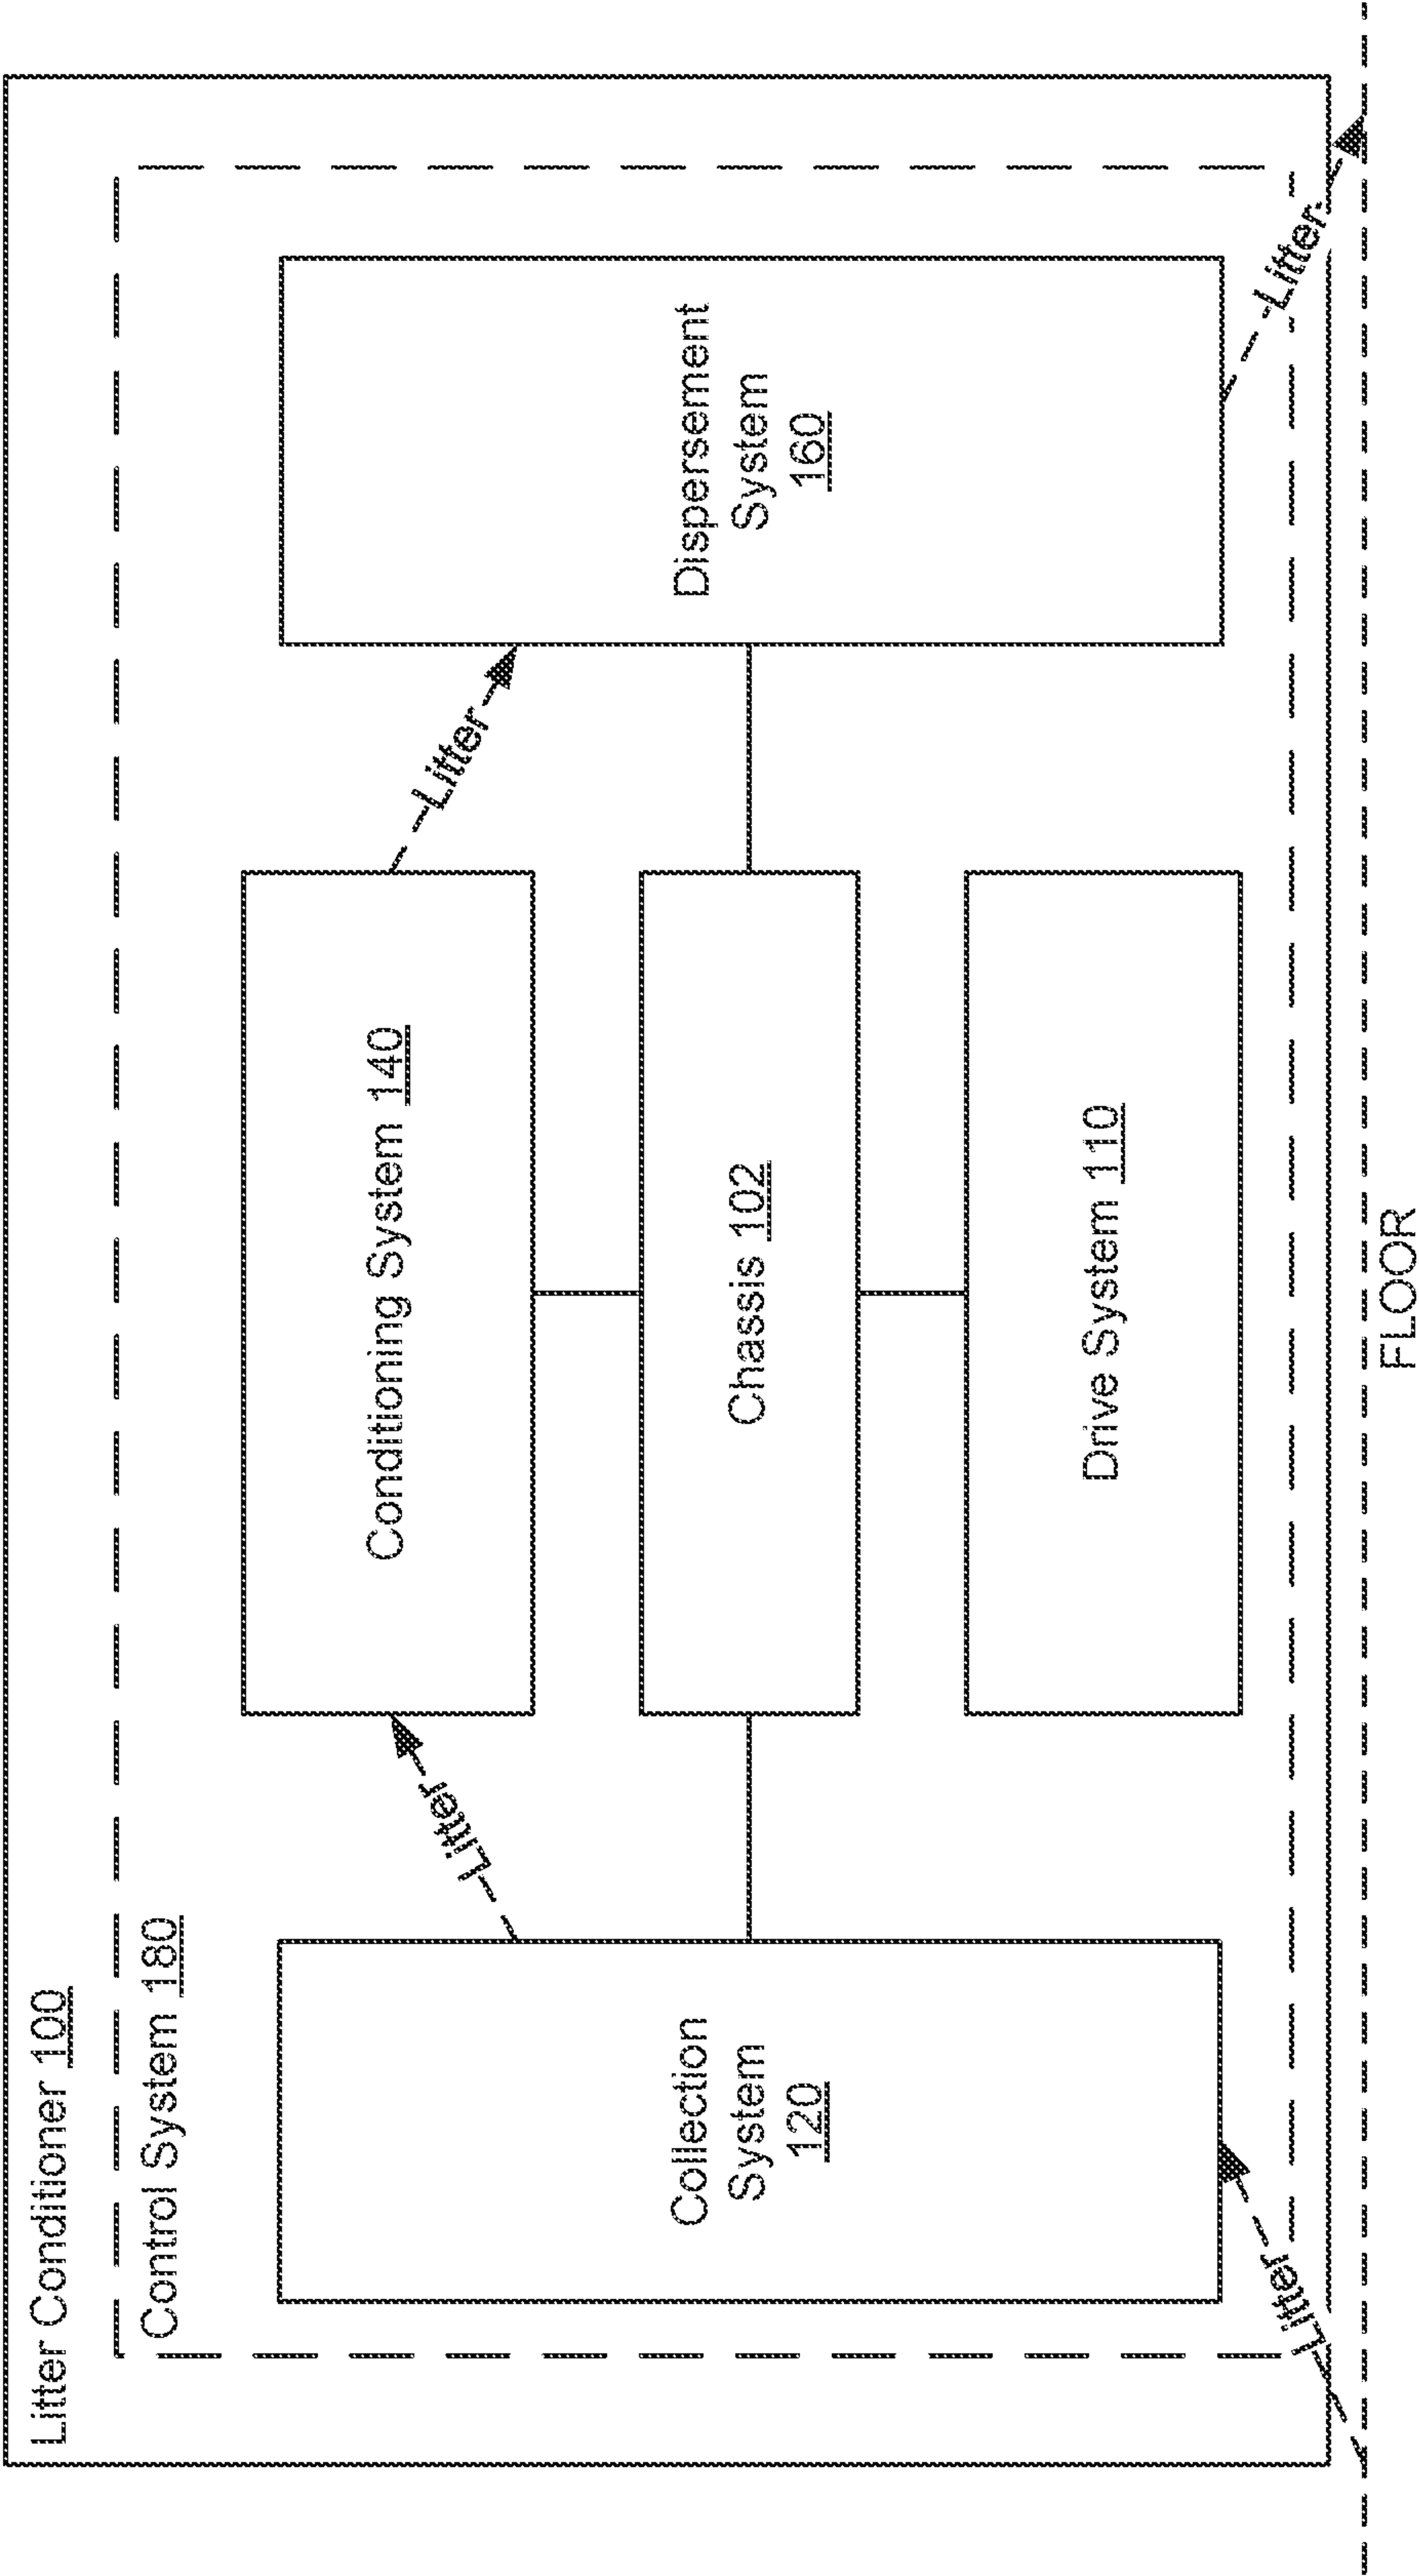 Litter Conditioner 100
Control System 180
Collection
System
120
Litter
Litter
Conditioning System 140
Chassis 102
Drive System 110
Litter
Dispersement
System
160
Litter
FLOOR